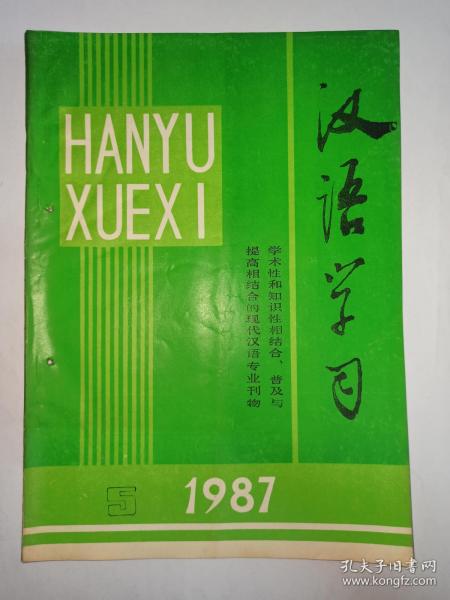 HANYU
XUEXI
汉语学习
学术性和知识性相结合、普及与
提高相结合的现代汉语专业刊物
5
1987
孔夫子旧书网
www.kongfz.com